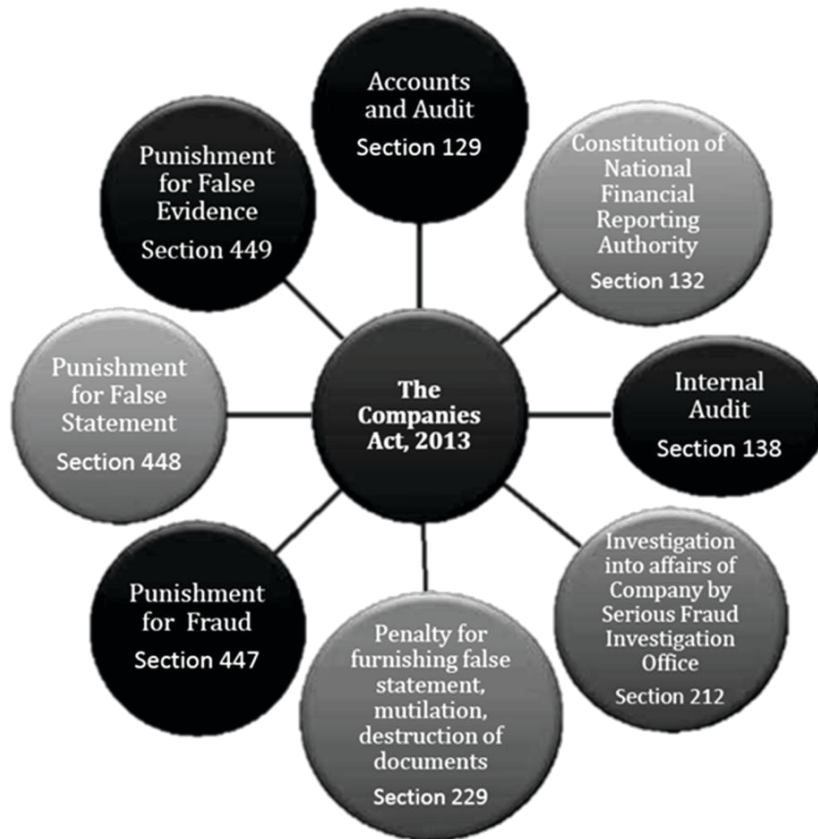 Accounts
and Audit
Section 129
Constitution of
National
Financial
Reporting
Authority
Section 132
Internal
Audit
Section 138
Investigation
into affairs of
Company by
Serious Fraud
Investigation
Office
Section 212
Penalty for
furnishing false
statement,
mutilation,
destruction of
documents
Section 229
Punishment
for Fraud
Section 447
Punishment
for False
Statement
Section 448
Punishment
for False
Evidence
Section 449
The
Companies
Act, 2013